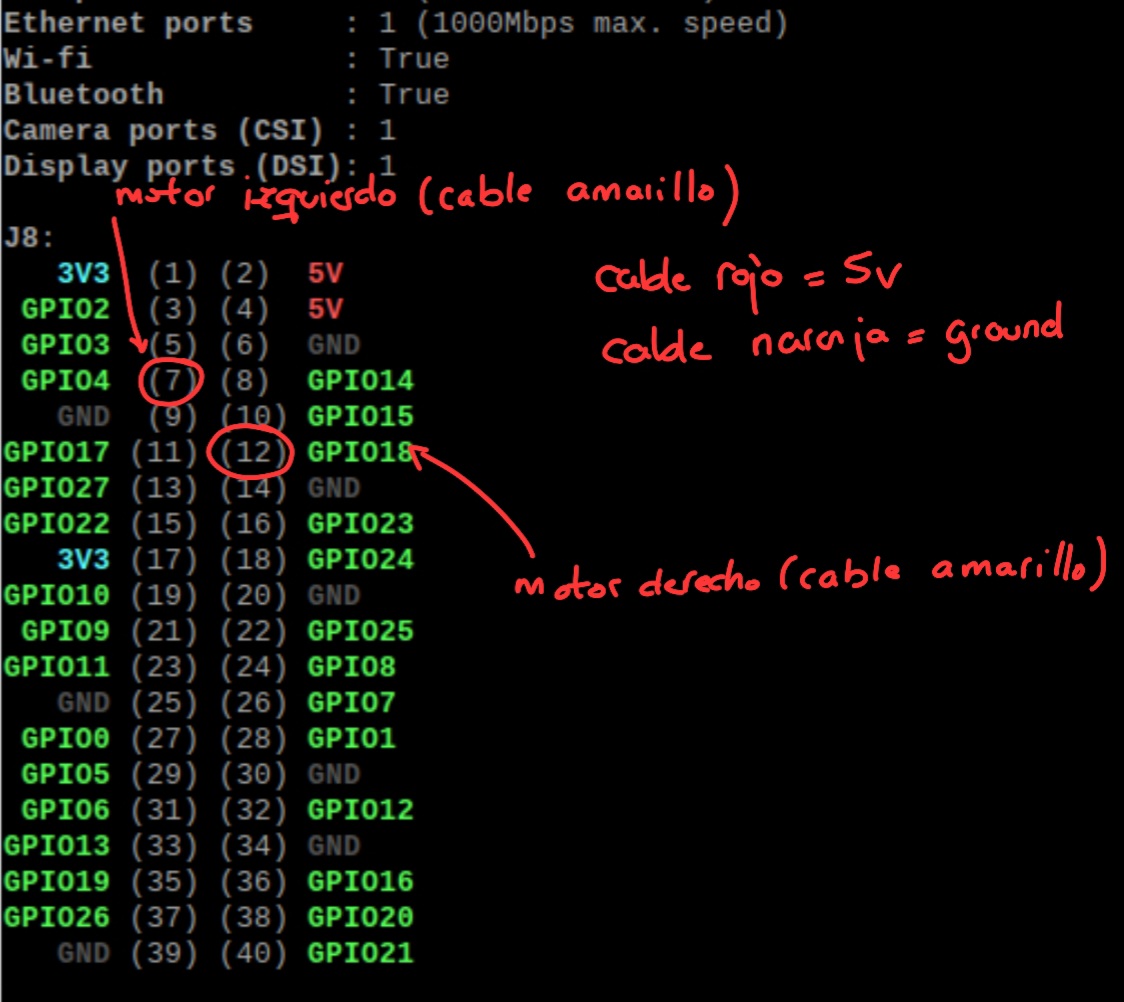 Ethernet ports : 1 (1000Mbps max. speed)
Wi-fi : True
Bluetooth : True
Camera ports (CSI) : 1
Display ports (DSI): 1
motor izquierdo (cable amarillo)
J8:
3V3 (1) (2) 5V
calde rojo = 5v
GPIO2 (3) (4) 5V
GPIO3 (5) (6) GND
calde naranja = ground
GPIO4 (7) (8) GPIO14
GND (9) (10) GPIO15
GPIO17 (11) (12) GPIO18
GPIO27 (13) (14) GND
GPIO22 (15) (16) GPIO23
3V3 (17) (18) GPIO24
motor derecho (cable amarillo)
GPIO10 (19) (20) GND
GPIO9 (21) (22) GPIO25
GPIO11 (23) (24) GPIO8
GND (25) (26) GPIO7
GPIO0 (27) (28) GPIO1
GPIO5 (29) (30) GND
GPIO6 (31) (32) GPIO12
GPIO13 (33) (34) GND
GPIO19 (35) (36) GPIO16
GPIO26 (37) (38) GPIO20
GND (39) (40) GPIO21